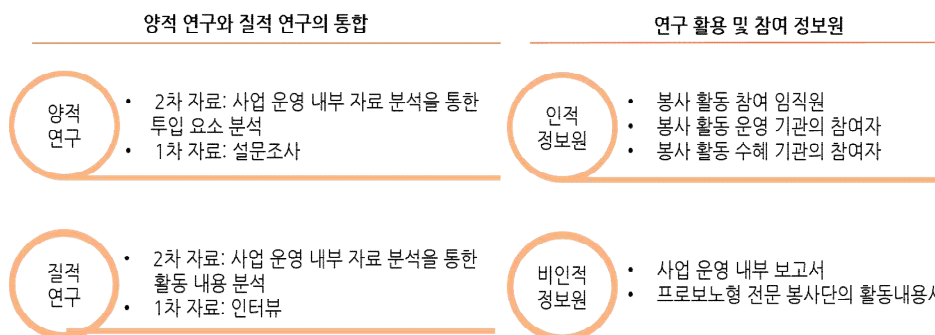 양적 연구와 질적 연구의 통합
양적
연구
• 2차 자료: 사업 운영 내부 자료 분석을 통한
투입 요소 분석
• 1차 자료: 설문조사
질적
연구
• 2차 자료: 사업 운영 내부 자료 분석을 통한
활동 내용 분석
• 1차 자료: 인터뷰
연구 활용 및 참여 정보원
인적
정보원
• 봉사 활동 참여 임직원
• 봉사 활동 운영 기관의 참여자
• 봉사 활동 수혜 기관의 참여자
비인적
정보원
• 사업 운영 내부 보고서
• 프로보노형 전문 봉사단의